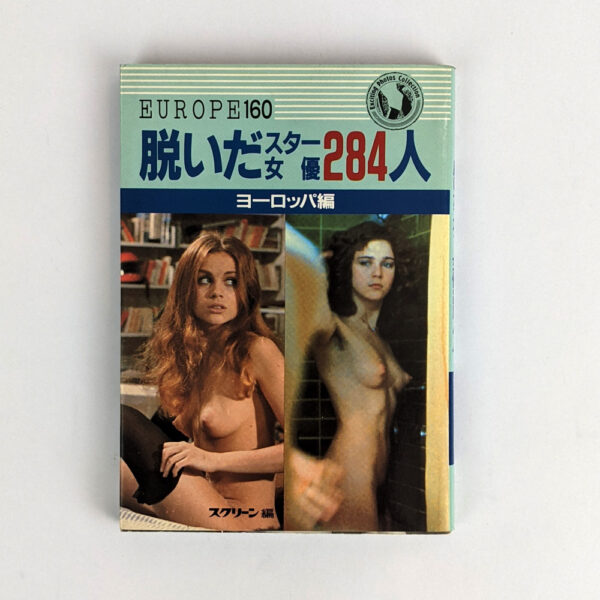 Exciting Photos Collection
EUROPE160
脱いだスター女優284人
ヨーロッパ編
スクリーン編